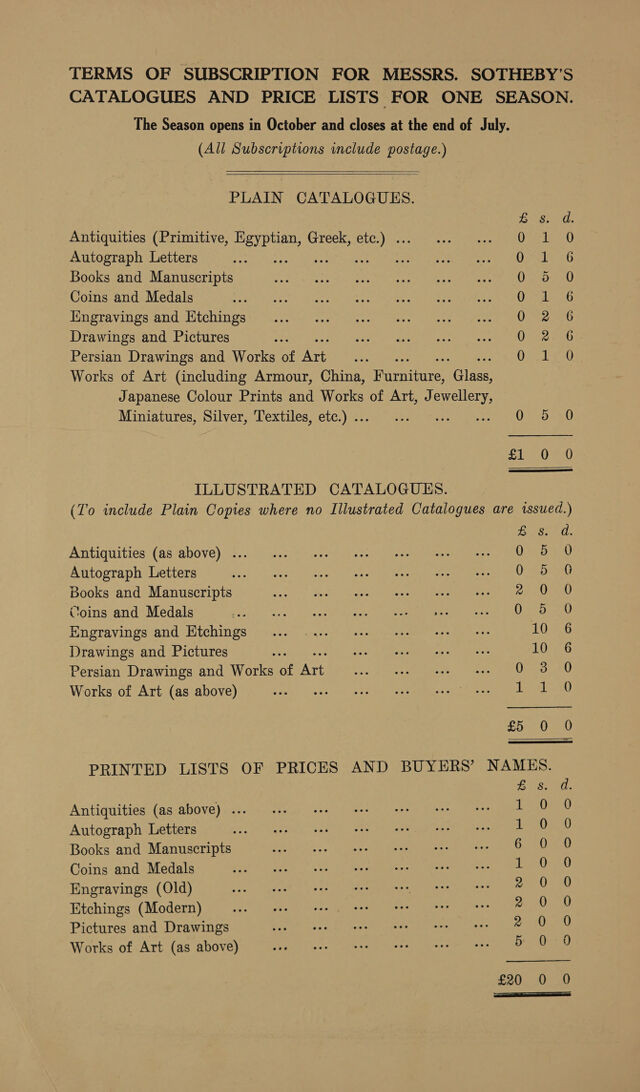 TERMS OF SUBSCRIPTION FOR MESSRS. SOTHEBY'S
CATALOGUES AND PRICE LISTS FOR ONE SEASON.
The Season opens in October and closes at the end of July.
(All Subscriptions include postage.)
PLAIN CATALOGUES.
£ s. d.
Antiquities (Primitive, Egyptian, Greek, etc.) ... ... ... 0 1 0
Autograph Letters ... ... ... ... ... ... ... 0 1 6
Books and Manuscripts ... ... ... ... ... ... 0 5 0
Coins and Medals ... ... ... ... ... ... ... 0 1 6
Engravings and Etchings ... ... ... ... ... ... 0 2 6
Drawings and Pictures ... ... ... ... ... ... 0 2 6
Persian Drawings and Works of Art ... ... ... ... 0 1 0
Works of Art (including Armour, China, Furniture, Glass,
Japanese Colour Prints and Works of Art, Jewellery,
Miniatures, Silver, Textiles, etc.) ... ... ... ... 0 5 0
£1 0 0
ILLUSTRATED CATALOGUES.
(To include Plain Copies where no Illustrated Catalogues are issued.)
£ s. d.
Antiquities (as above) ... ... ... ... ... ... ... 0 5 0
Autograph Letters ... ... ... ... ... ... ... 0 5 0
Books and Manuscripts ... ... ... ... ... ... 2 0 0
Coins and Medals ... ... ... ... ... ... ... 0 5 0
Engravings and Etchings ... ... ... ... ... ... 10 6
Drawings and Pictures ... ... ... ... ... ... 10 6
Persian Drawings and Works of Art ... ... ... ... 0 3 0
Works of Art (as above) ... ... ... ... ... ... 1 1 0
£5 0 0
PRINTED LISTS OF PRICES AND BUYERS' NAMES.
£ s. d.
Antiquities (as above) ... ... ... ... ... ... ... 1 0 0
Autograph Letters ... ... ... ... ... ... ... 1 0 0
Books and Manuscripts ... ... ... ... ... ... 6 0 0
Coins and Medals ... ... ... ... ... ... ... 1 0 0
Engravings (Old) ... ... ... ... ... ... ... 2 0 0
Etchings (Modern) ... ... ... ... ... ... ... 2 0 0
Pictures and Drawings ... ... ... ... ... ... 2 0 0
Works of Art (as above) ... ... ... ... ... ... 5 0 0
£20 0 0